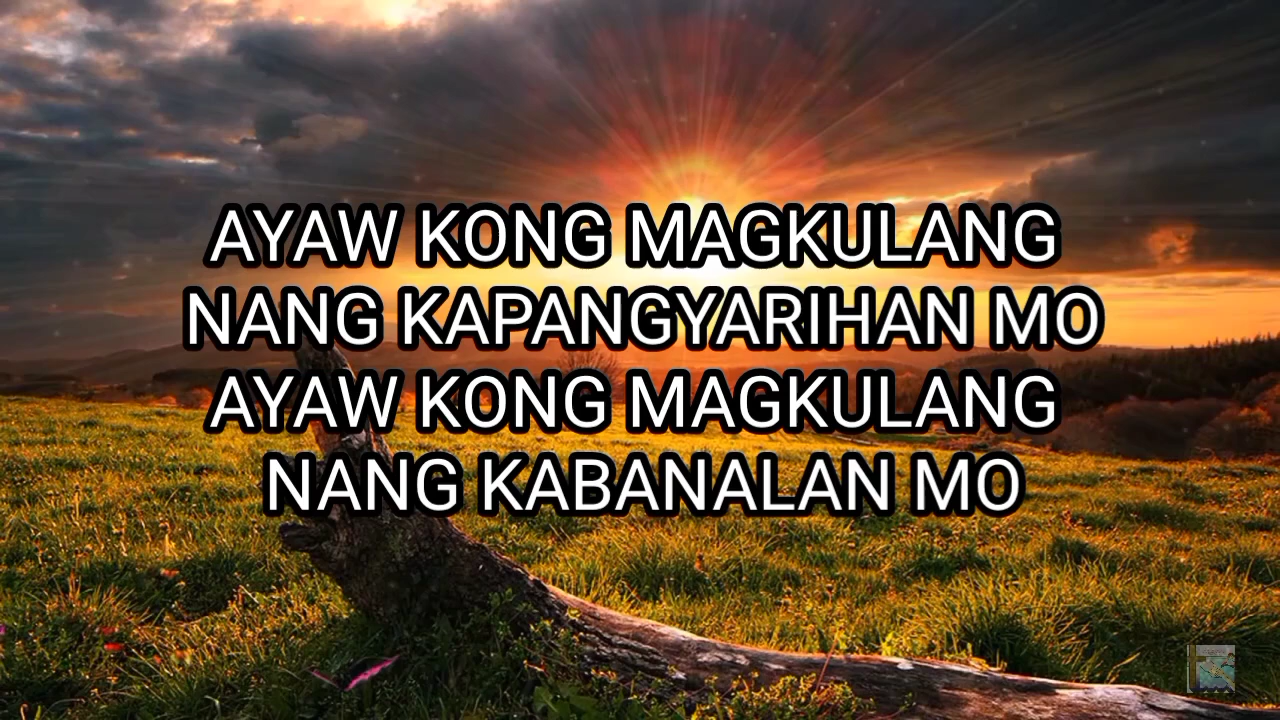 AYAW KONG MAGKULANG
NANG KAPANGYARIHAN MO
AYAW KONG MAGKULANG
NANG KABANALAN MO